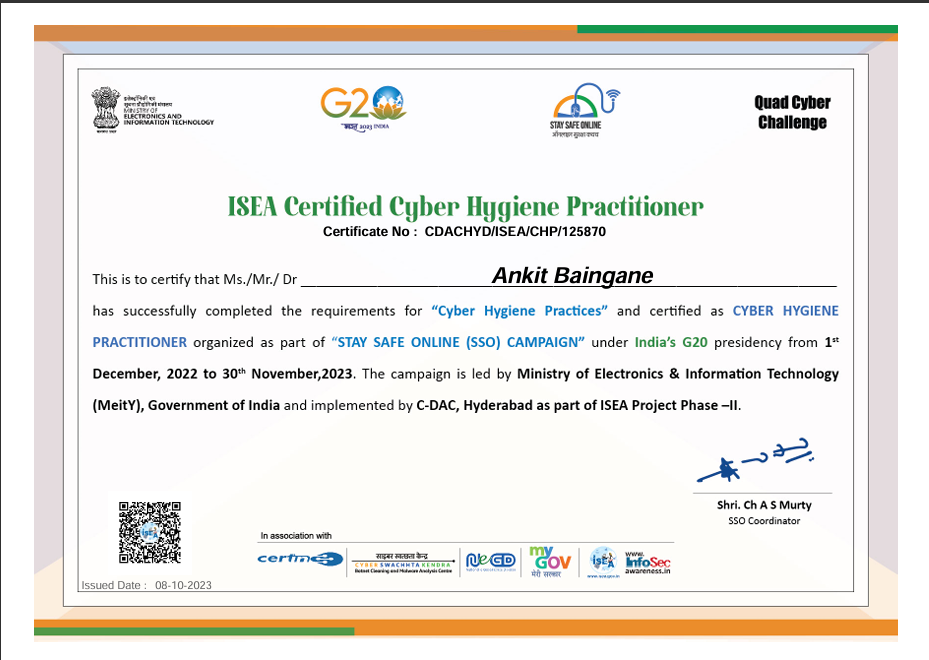 इलेक्ट्रॉनिकी एवं
सूचना प्रौद्योगिकी मंत्रालय
MINISTRY OF
ELECTRONICS AND
INFORMATION TECHNOLOGY
G20
भारत 2023 INDIA
STAY SAFE ONLINE
Quad Cyber
Challenge
ISEA Certified Cyber Hygiene Practitioner
Certificate No : CDACHYD/ISEA/CHP/125870
This is to certify that Ms./Mr./ Dr Ankit Baingane
has successfully completed the requirements for “Cyber Hygiene Practices” and certified as CYBER HYGIENE
PRACTITIONER organized as part of “STAY SAFE ONLINE (SSO) CAMPAIGN” under India’s G20 presidency from 1st
December, 2022 to 30th November,2023. The campaign is led by Ministry of Electronics & Information Technology
(MeitY), Government of India and implemented by C-DAC, Hyderabad as part of ISEA Project Phase –II.
Shri. Ch A S Murty
SSO Coordinator
In association with
साइबर स्वच्छता केन्द्र
CYBER SWACHHTA KENDRA
Botnet Cleaning and Malware Analysis Centre
NeGD
my
GOV
मेरी सरकार
ISEA
www.isea.gov.in
www.
InfoSec
awareness.in
Issued Date : 08-10-2023